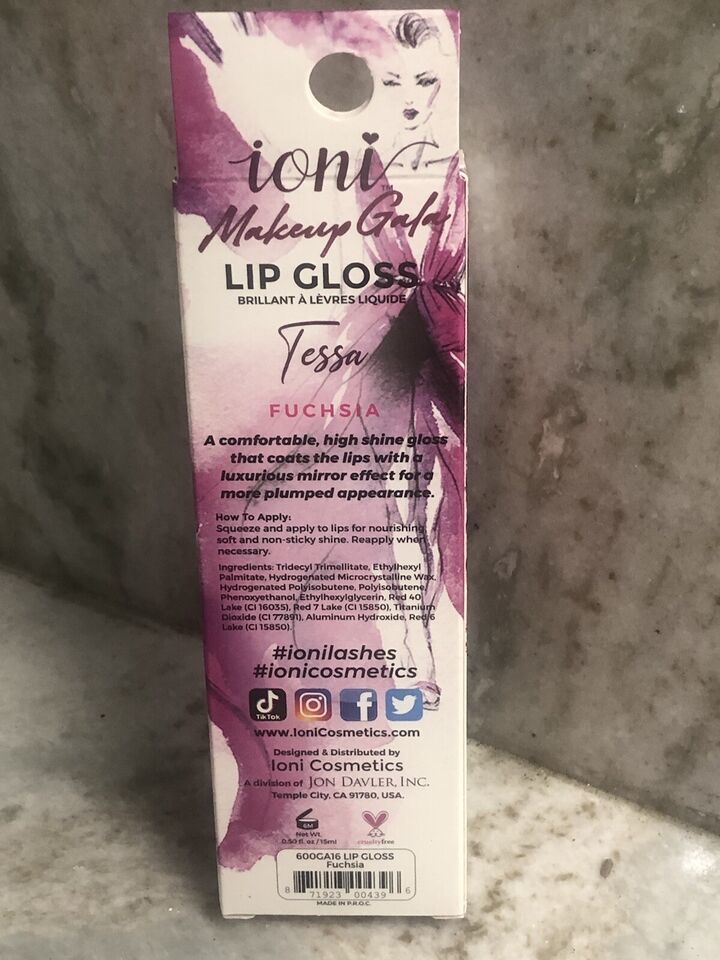 ioni™
Makeup Gala
LIP GLOSS
BRILLANT À LÈVRES LIQUIDE
Tessa
FUCHSIA
A comfortable, high shine gloss
that coats the lips with a
luxurious mirror effect for a
more plumped appearance.
How To Apply:
Squeeze and apply to lips for nourishing,
soft and non-sticky shine. Reapply when
necessary.
Ingredients: Tridecyl Trimellitate, Ethylhexyl
Palmitate, Hydrogenated Microcrystalline Wax,
Hydrogenated Polyisobutene, Polyisobutene,
Phenoxyethanol, Ethylhexylglycerin, Red 40
Lake (CI 16035), Red 7 Lake (CI 15850), Titanium
Dioxide (CI 77891), Aluminum Hydroxide, Red 6
Lake (CI 15850).
#ionilashes
#ionicosmetics
TikTok
www.IoniCosmetics.com
Designed & Distributed by
Ioni Cosmetics
A division of JON DAVLER, INC.
Temple City, CA 91780, USA.
6M
Net Wt.
0.50 fl. oz / 15ml
crueltyfree
600GA16 LIP GLOSS
Fuchsia
8 71923 00439 6
MADE IN P.R.O.C.